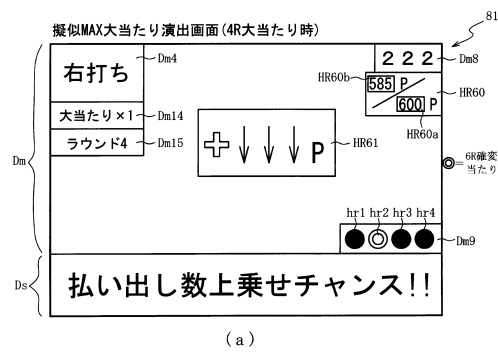 擬似MAX大当たり演出画面(4R大当たり時)
81
右打ち
Dm4
222
Dm8
HR60b
585 P
HR60
600 P
HR60a
大当たり×1
Dm14
ラウンド4
Dm15
+ ↓ ↓ ↓ P
HR61
Dm
◎= 6R確変
当たり
hr1 hr2 hr3 hr4
Dm9
Ds
払い出し数上乗せチャンス!!
(a)